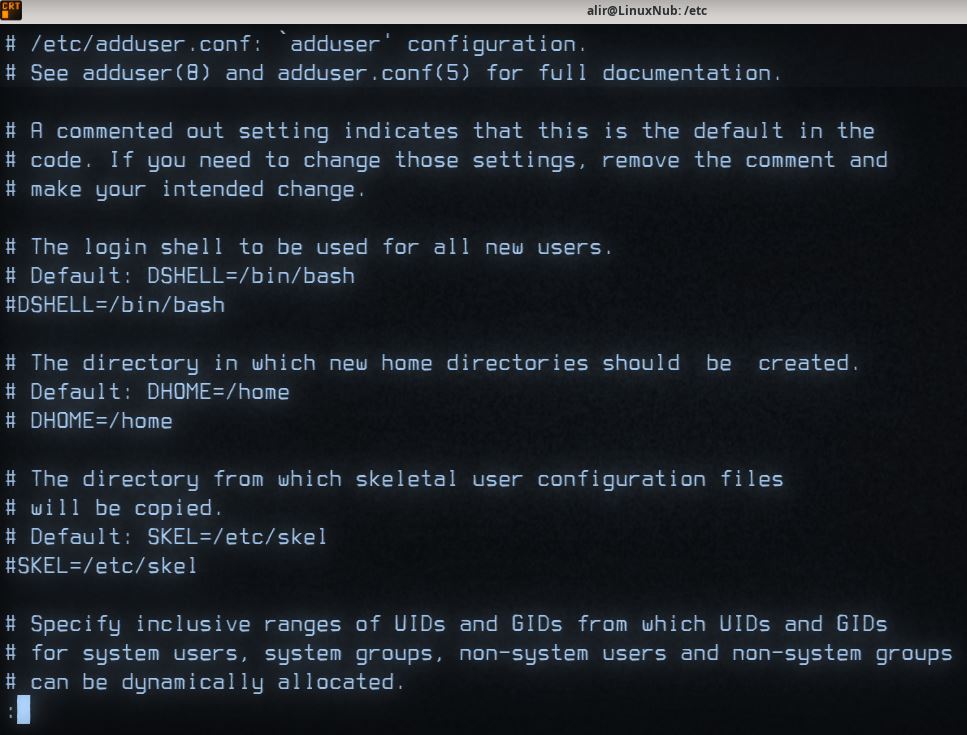 CRT
alir@LinuxNub: /etc
# /etc/adduser.conf: `adduser' configuration.
# See adduser(8) and adduser.conf(5) for full documentation.
# A commented out setting indicates that this is the default in the
# code. If you need to change those settings, remove the comment and
# make your intended change.
# The login shell to be used for all new users.
# Default: DSHELL=/bin/bash
#DSHELL=/bin/bash
# The directory in which new home directories should  be  created.
# Default: DHOME=/home
# DHOME=/home
# The directory from which skeletal user configuration files
# will be copied.
# Default: SKEL=/etc/skel
#SKEL=/etc/skel
# Specify inclusive ranges of UIDs and GIDs from which UIDs and GIDs
# for system users, system groups, non-system users and non-system groups
# can be dynamically allocated.
: